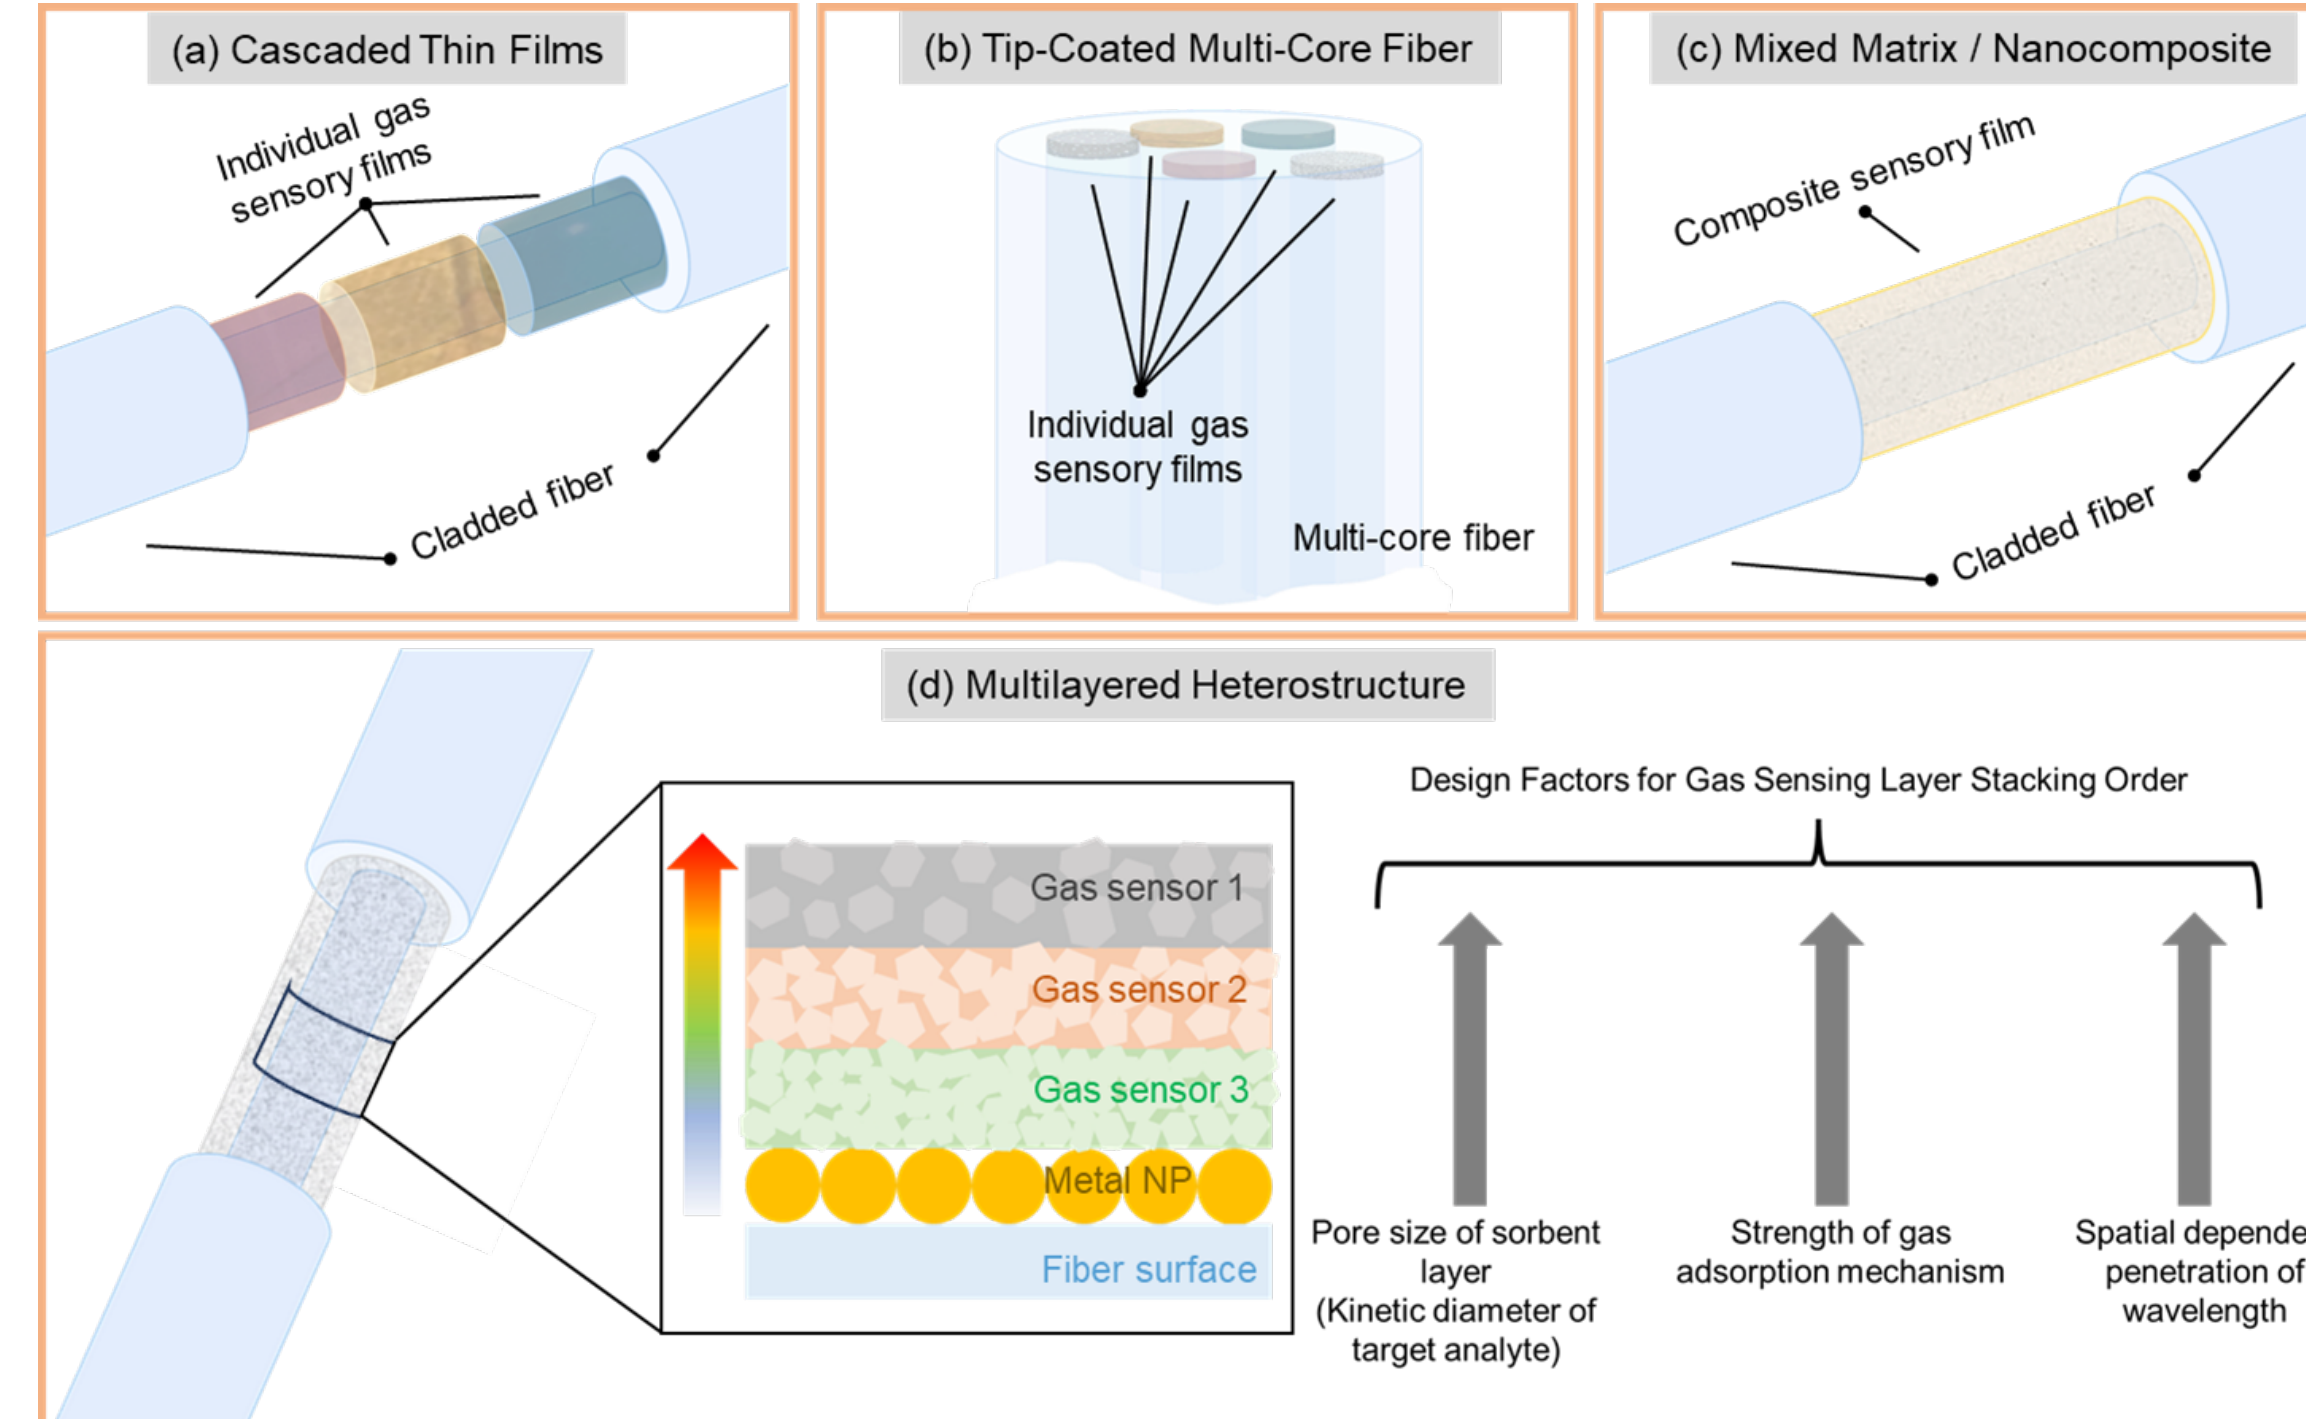 (a) Cascaded Thin Films
Individual gas
sensory films
Cladded fiber
(b) Tip-Coated Multi-Core Fiber
Individual gas
sensory films
Multi-core fiber
(c) Mixed Matrix / Nanocomposite
Composite sensory film
Cladded fiber
(d) Multilayered Heterostructure
Gas sensor 1
Gas sensor 2
Gas sensor 3
Metal NP
Fiber surface
Design Factors for Gas Sensing Layer Stacking Order
Pore size of sorbent
layer
(Kinetic diameter of
target analyte)
Strength of gas
adsorption mechanism
Spatial
penetration of
wavelength